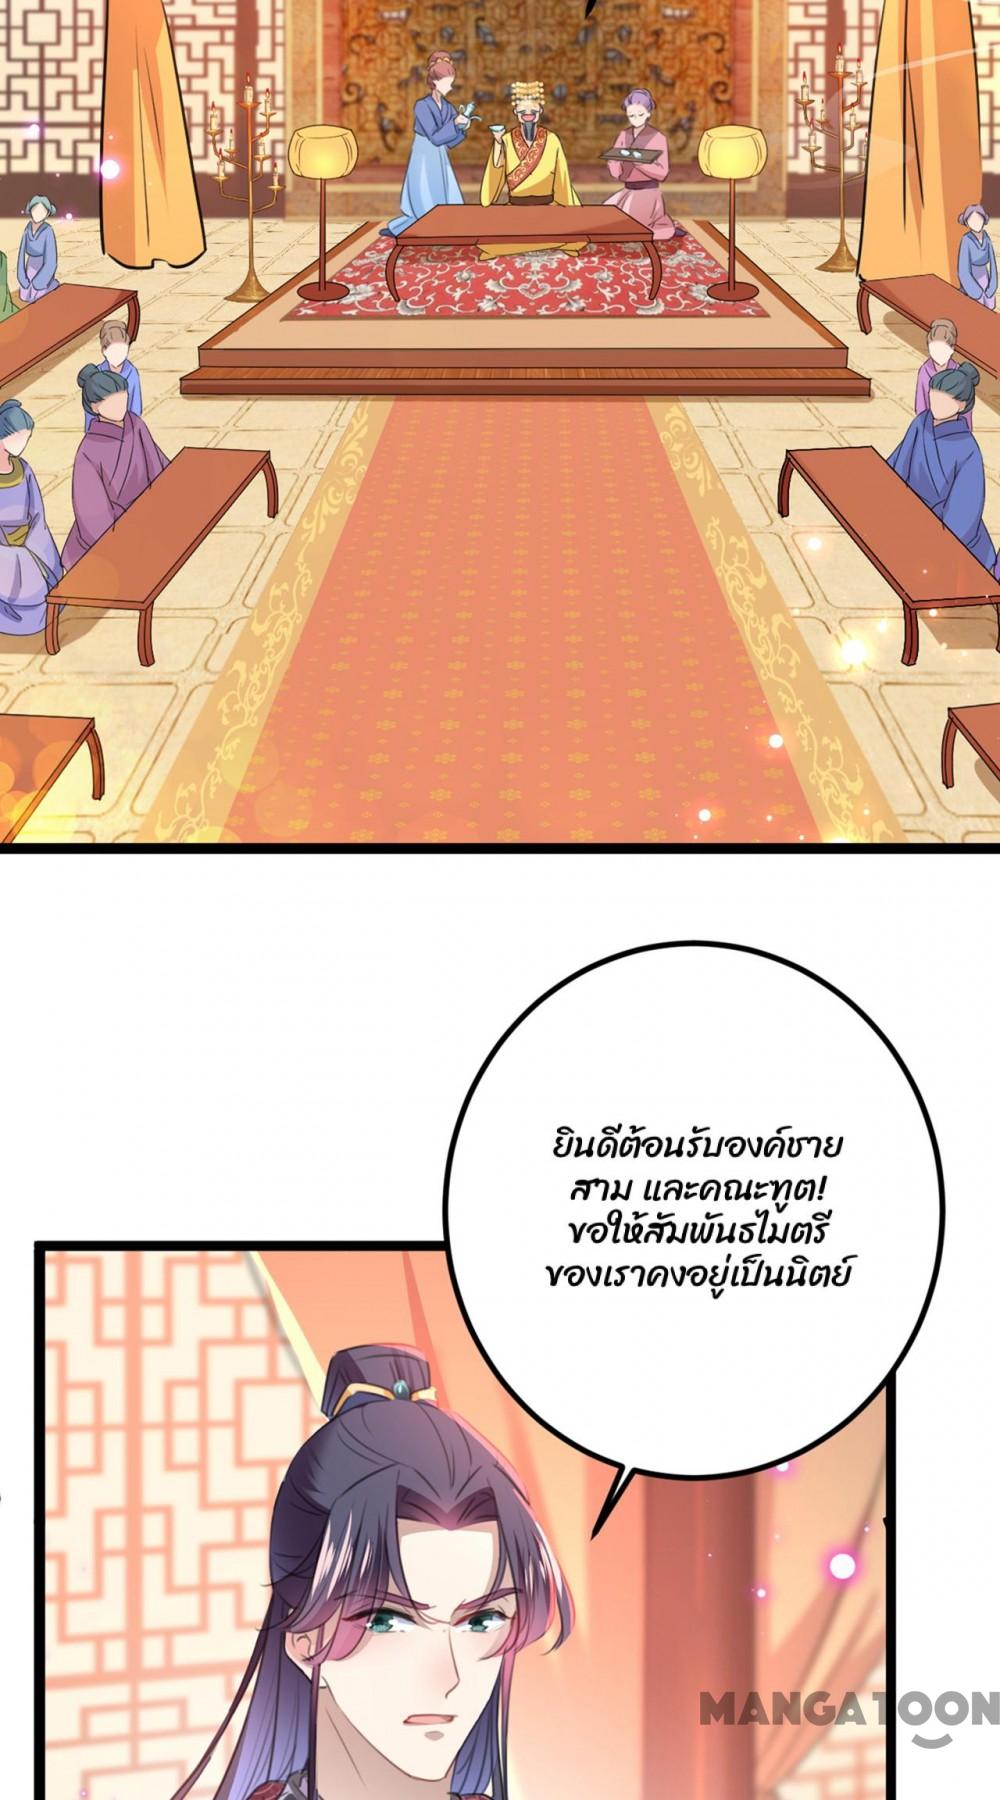 ยินดีต้อนรับองค์ชาย
สาม และคณะฑูต!
ขอให้สัมพันธไมตรี
ของเราคงอยู่เป็นนิตย์
MANGATOON